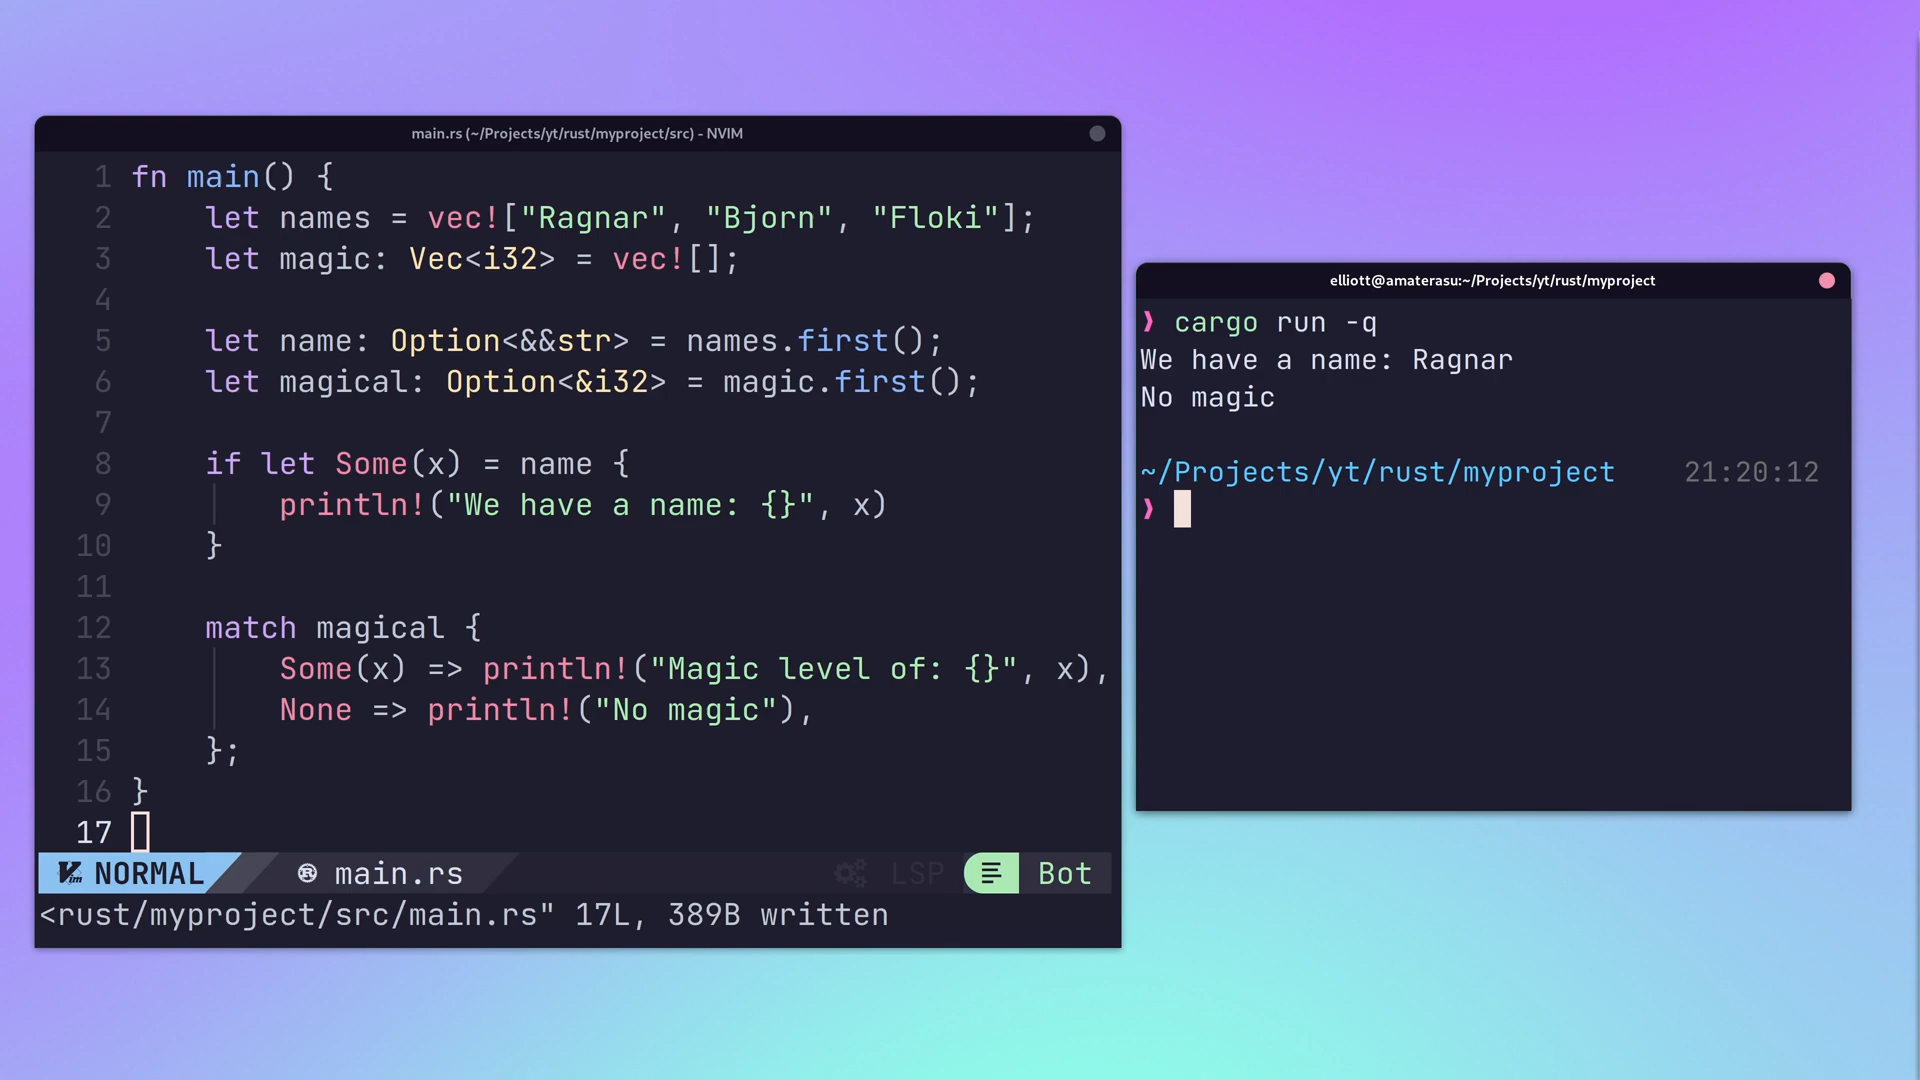 main.rs (~/Projects/yt/rust/myproject/src) - NVIM
1 fn main() {
2     let names = vec!["Ragnar", "Bjorn", "Floki"];
3     let magic: Vec<i32> = vec![];
4
5     let name: Option<&&str> = names.first();
6     let magical: Option<&i32> = magic.first();
7
8     if let Some(x) = name {
9         println!("We have a name: {}", x)
10     }
11
12     match magical {
13         Some(x) => println!("Magic level of: {}", x),
14         None => println!("No magic"),
15     };
16 }
17
NORMAL main.rs LSP Bot
<rust/myproject/src/main.rs" 17L, 389B written
elliott@amaterasu:~/Projects/yt/rust/myproject
❯ cargo run -q
We have a name: Ragnar
No magic
~/Projects/yt/rust/myproject 21:20:12
❯